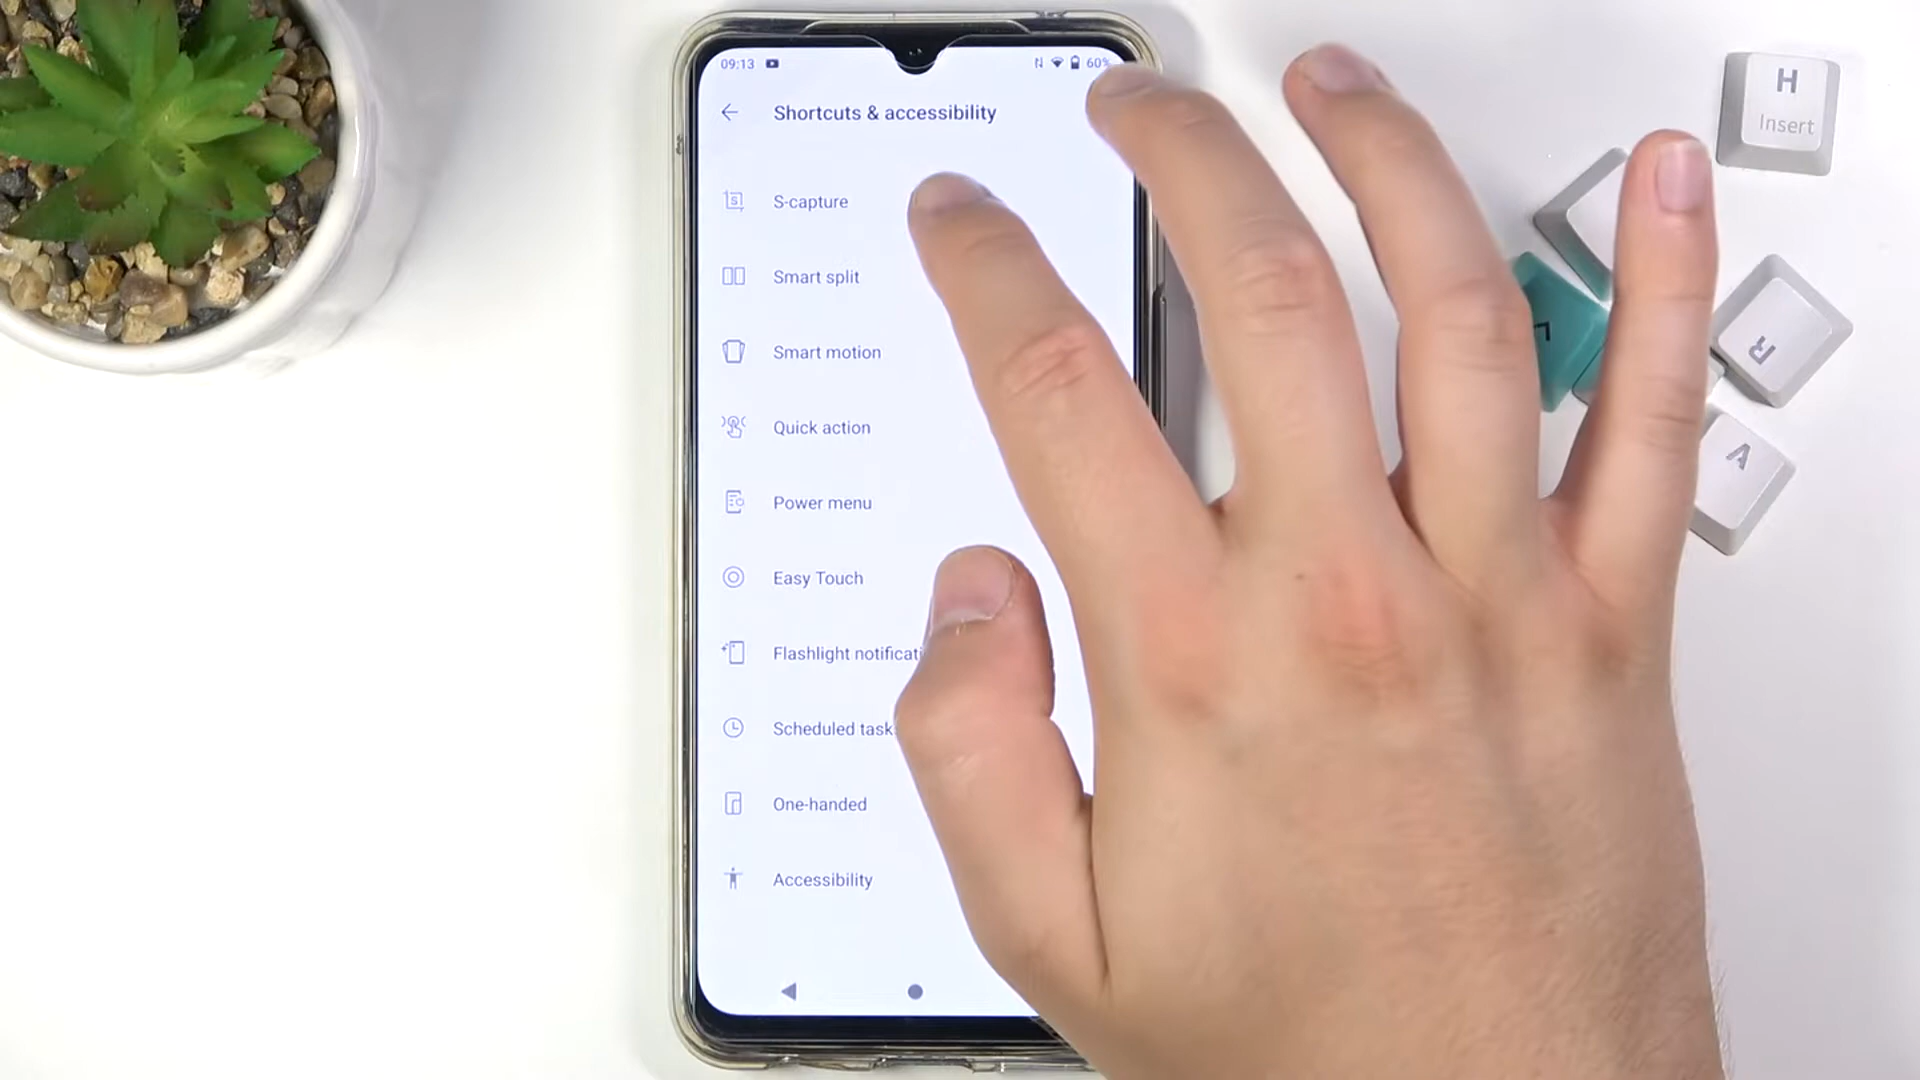 09:13 60%
Shortcuts & accessibility
S-capture
Smart split
Smart motion
Quick action
Power menu
Easy Touch
Flashlight notificati
Scheduled task
One-handed
Accessibility
H
Insert
L
R
A